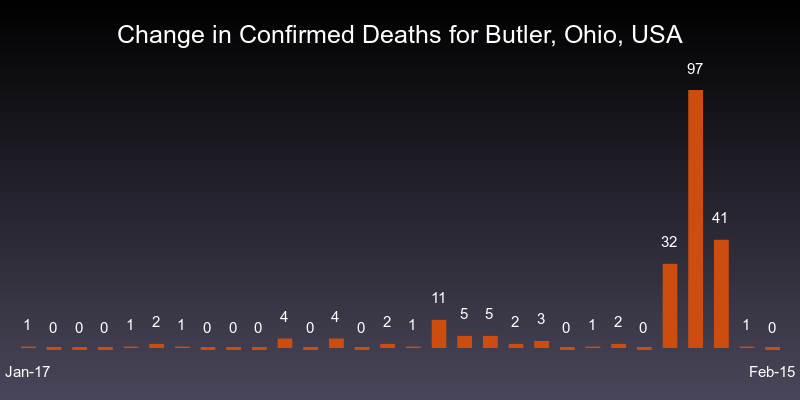 Change in Confirmed Deaths for Butler, Ohio, USA
1 0 0 0 1 2 1 0 0 0 4 0 4 0 2 1 11 5 5 2 3 0 1 2 0 32 97 41 1 0
Jan-17 Feb-15